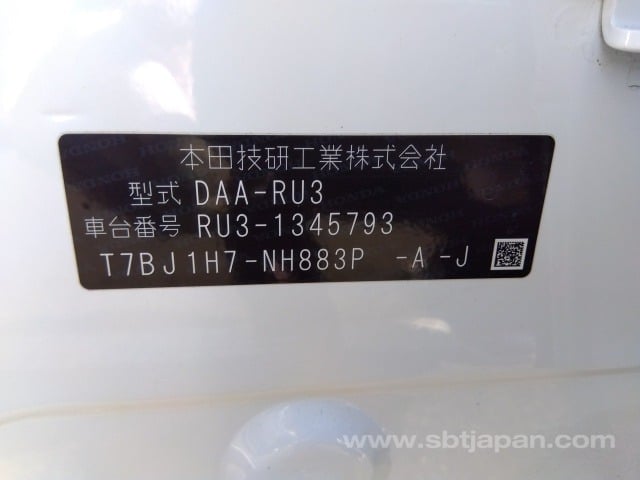 本田技研工業株式会社
型式 DAA-RU3
車台番号 RU3-1345793
T7BJ1H7-NH883P -A -J
www.sbtjapan.com